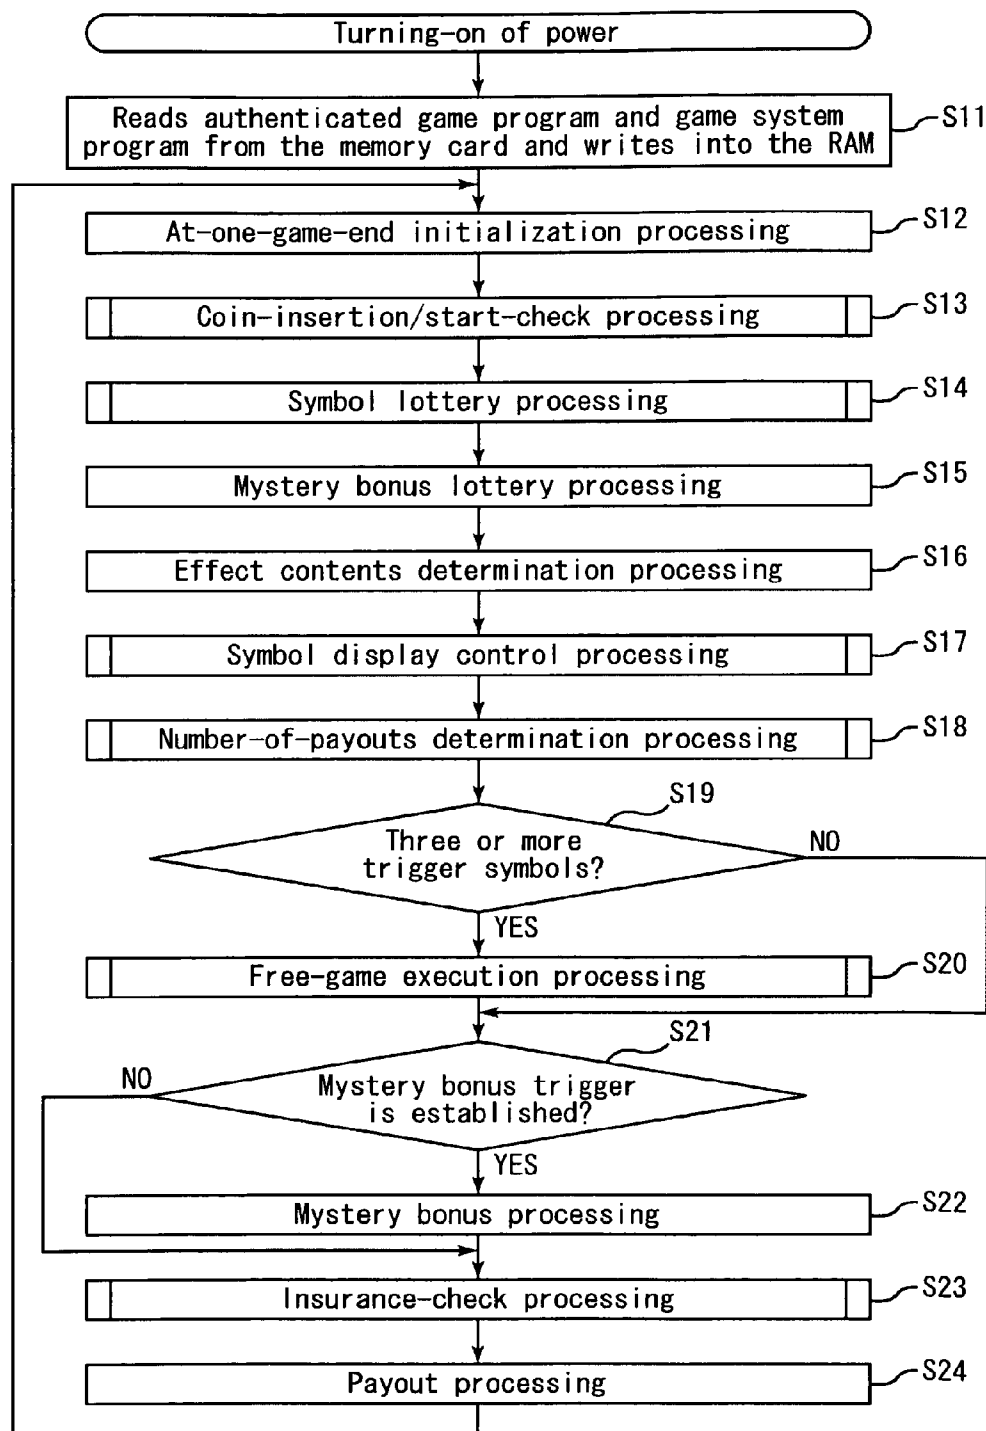 Turning-on of power
Reads authenticated game program and game system
program from the memory card and writes into the RAM
S11
At-one-game-end initialization processing
S12
Coin-insertion/start-check processing
S13
Symbol lottery processing
S14
Mystery bonus lottery processing
S15
Effect contents determination processing
S16
Symbol display control processing
S17
Number-of-payouts determination processing
S18
S19
Three or more
trigger symbols?
NO
YES
Free-game execution processing
S20
S21
NO
Mystery bonus trigger
is established?
YES
Mystery bonus processing
S22
Insurance-check processing
S23
Payout processing
S24